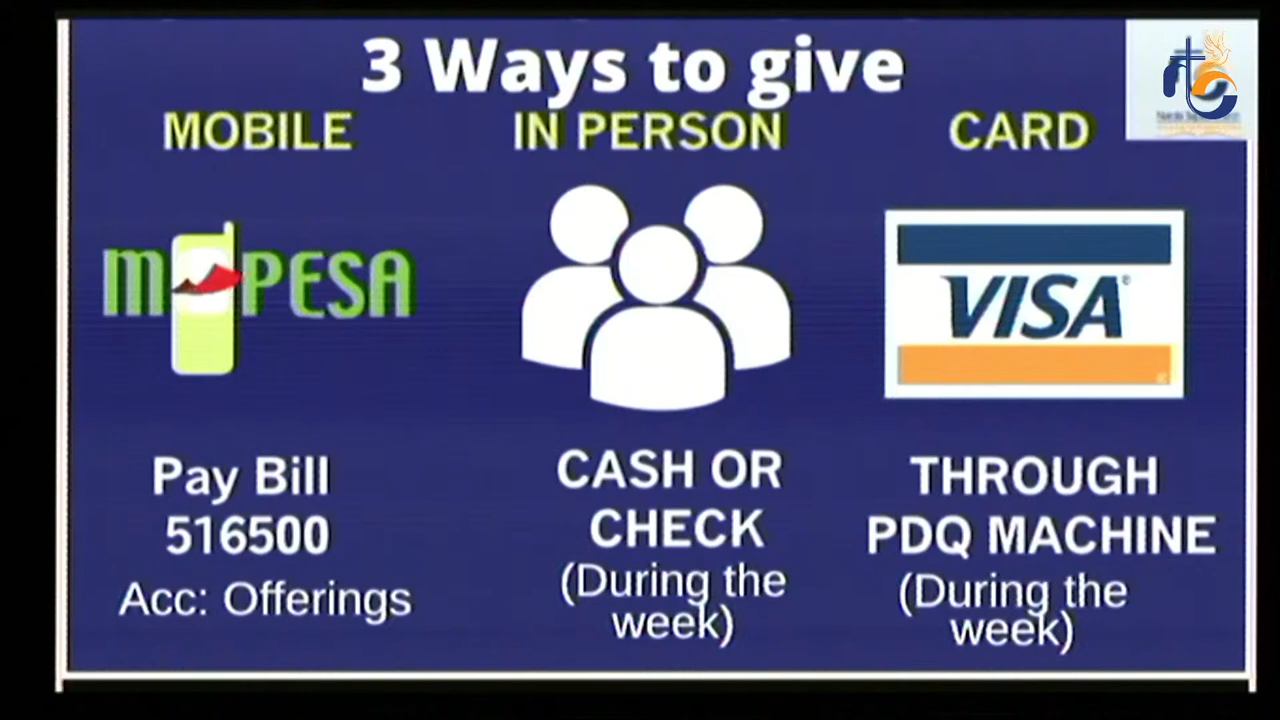 3 Ways to give
MOBILE
IN PERSON
CARD
M PESA
VISA
Pay Bill
516500
Acc: Offerings
CASH OR
CHECK
(During the
week)
THROUGH
PDQ MACHINE
(During the
week)